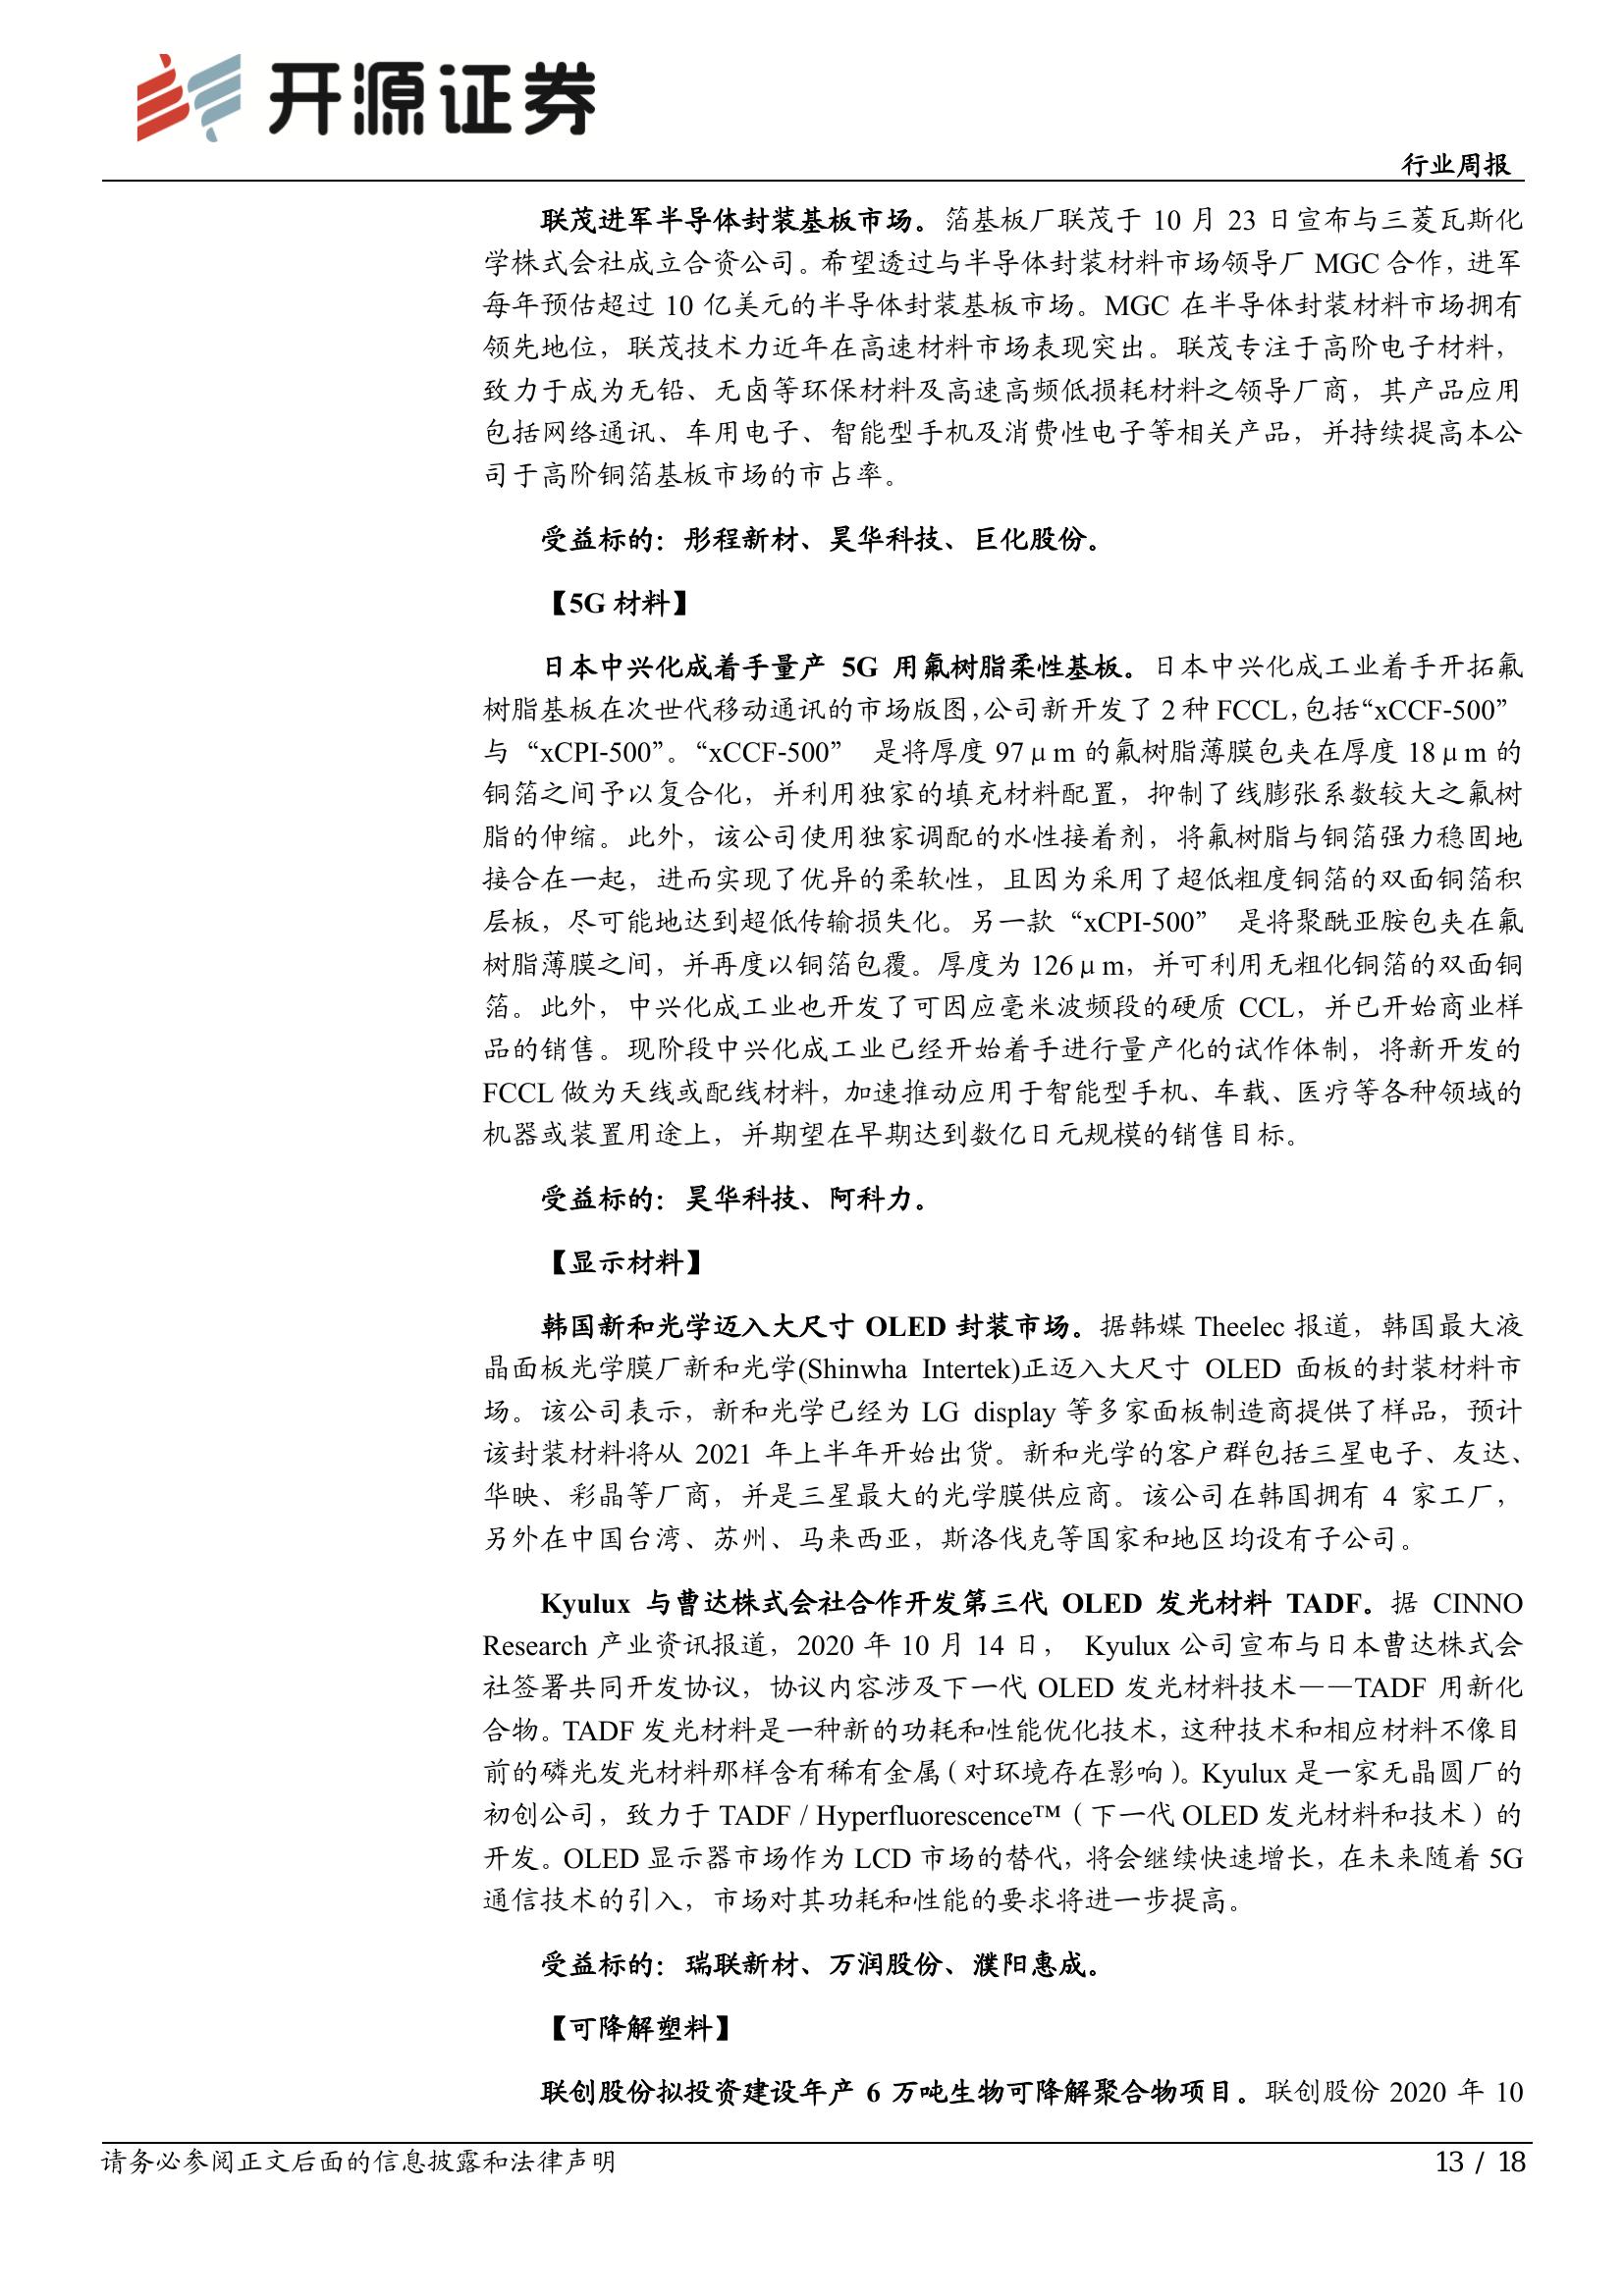 开源证券
行业周报
联茂进军半导体封装基板市场。箔基板厂联茂于 10 月 23 日宣布与三菱瓦斯化
学株式会社成立合资公司。希望透过与半导体封装材料市场领导厂 MGC 合作，进军
每年预估超过 10 亿美元的半导体封装基板市场。MGC 在半导体封装材料市场拥有
领先地位，联茂技术力近年在高速材料市场表现突出。联茂专注于高阶电子材料，
致力于成为无铅、无卤等环保材料及高速高频低损耗材料之领导厂商，其产品应用
包括网络通讯、车用电子、智能型手机及消费性电子等相关产品，并持续提高本公
司于高阶铜箔基板市场的市占率。
受益标的：彤程新材、昊华科技、巨化股份。
【5G 材料】
日本中兴化成着手量产 5G 用氟树脂柔性基板。日本中兴化成工业着手开拓氟
树脂基板在次世代移动通讯的市场版图，公司新开发了 2 种 FCCL，包括“xCCF-500”
与“xCPI-500”。“xCCF-500” 是将厚度 97μm 的氟树脂薄膜包夹在厚度 18μm 的
铜箔之间予以复合化，并利用独家的填充材料配置，抑制了线膨张系数较大之氟树
脂的伸缩。此外，该公司使用独家调配的水性接着剂，将氟树脂与铜箔强力稳固地
接合在一起，进而实现了优异的柔软性，且因为采用了超低粗度铜箔的双面铜箔积
层板，尽可能地达到超低传输损失化。另一款“xCPI-500” 是将聚酰亚胺包夹在氟
树脂薄膜之间，并再度以铜箔包覆。厚度为 126μm，并可利用无粗化铜箔的双面铜
箔。此外，中兴化成工业也开发了可因应毫米波频段的硬质 CCL，并已开始商业样
品的销售。现阶段中兴化成工业已经开始着手进行量产化的试作体制，将新开发的
FCCL 做为天线或配线材料，加速推动应用于智能型手机、车载、医疗等各种领域的
机器或装置用途上，并期望在早期达到数亿日元规模的销售目标。
受益标的：昊华科技、阿科力。
【显示材料】
韩国新和光学迈入大尺寸 OLED 封装市场。据韩媒 Theelec 报道，韩国最大液
晶面板光学膜厂新和光学(Shinwha Intertek)正迈入大尺寸 OLED 面板的封装材料市
场。该公司表示，新和光学已经为 LG display 等多家面板制造商提供了样品，预计
该封装材料将从 2021 年上半年开始出货。新和光学的客户群包括三星电子、友达、
华映、彩晶等厂商，并是三星最大的光学膜供应商。该公司在韩国拥有 4 家工厂，
另外在中国台湾、苏州、马来西亚，斯洛伐克等国家和地区均设有子公司。
Kyulux 与曹达株式会社合作开发第三代 OLED 发光材料 TADF。据 CINNO
Research 产业资讯报道，2020 年 10 月 14 日， Kyulux 公司宣布与日本曹达株式会
社签署共同开发协议，协议内容涉及下一代 OLED 发光材料技术——TADF 用新化
合物。TADF 发光材料是一种新的功耗和性能优化技术，这种技术和相应材料不像目
前的磷光发光材料那样含有稀有金属（对环境存在影响）。Kyulux 是一家无晶圆厂的
初创公司，致力于 TADF / Hyperfluorescence™（下一代 OLED 发光材料和技术）的
开发。OLED 显示器市场作为 LCD 市场的替代，将会继续快速增长，在未来随着 5G
通信技术的引入，市场对其功耗和性能的要求将进一步提高。
受益标的：瑞联新材、万润股份、濮阳惠成。
【可降解塑料】
联创股份拟投资建设年产 6 万吨生物可降解聚合物项目。联创股份 2020 年 10
请务必参阅正文后面的信息披露和法律声明
13 / 18